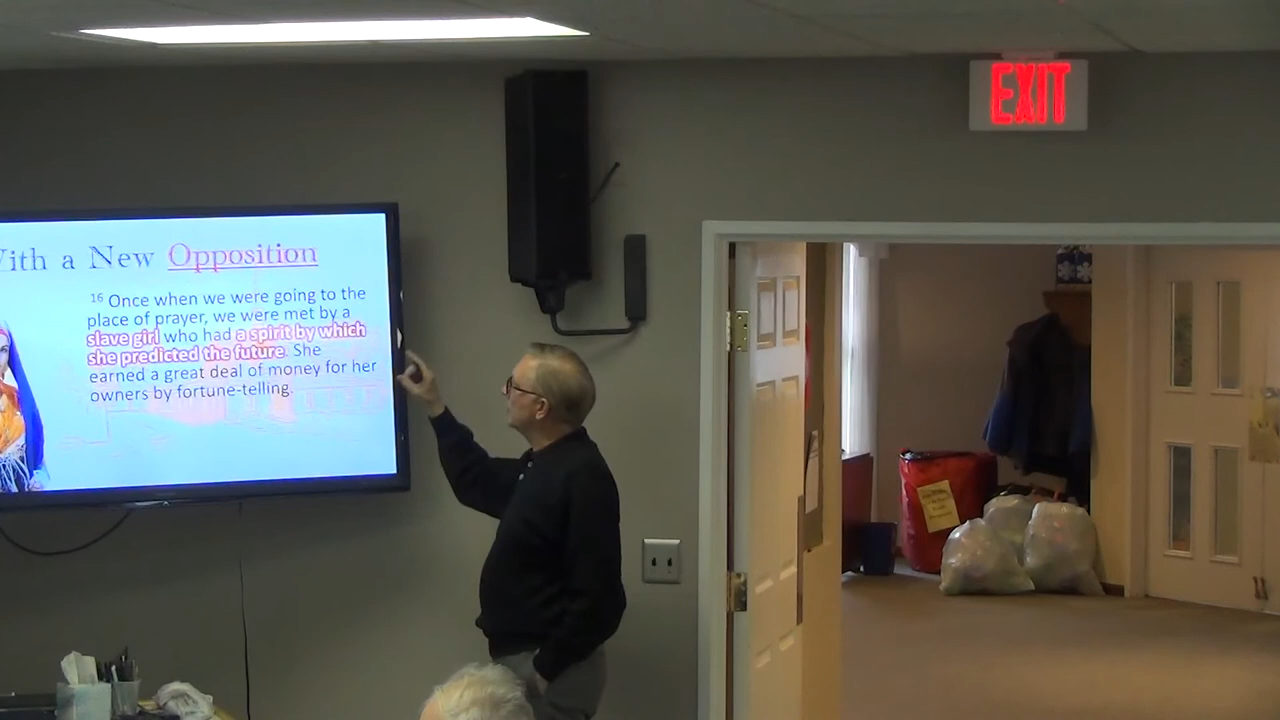 EXIT
With a New Opposition
16 Once when we were going to the
place of prayer, we were met by a
slave girl who had a spirit by which
she predicted the future. She
earned a great deal of money for her
owners by fortune-telling.